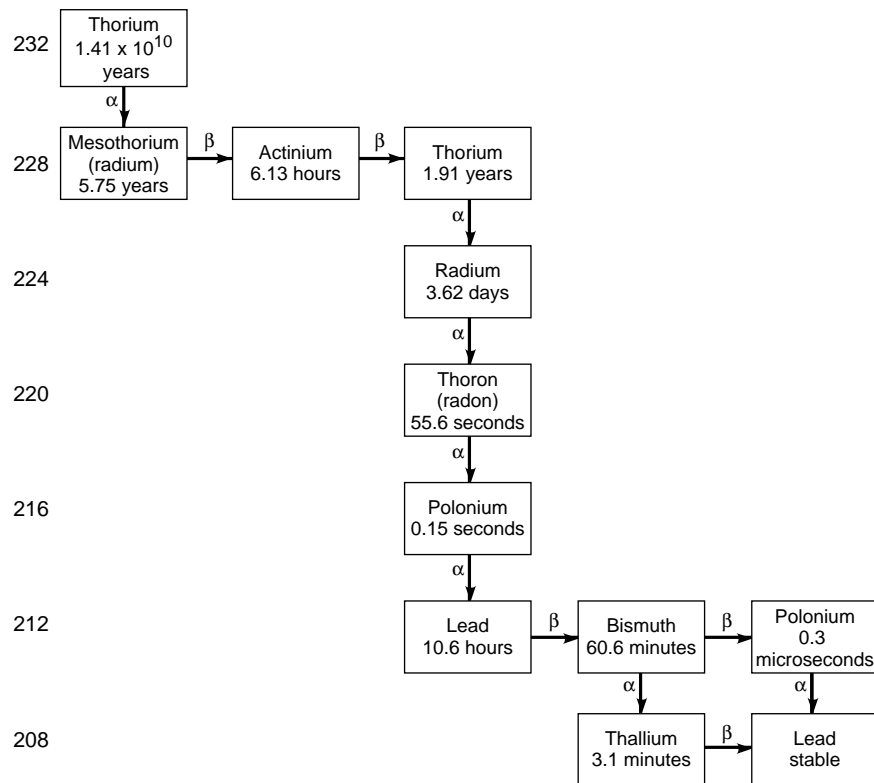 232
Thorium
1.41 x 10^10
years
α
228
Mesothorium
(radium)
5.75 years
β
Actinium
6.13 hours
β
Thorium
1.91 years
α
224
Radium
3.62 days
α
220
Thoron
(radon)
55.6 seconds
α
216
Polonium
0.15 seconds
α
212
Lead
10.6 hours
β
Bismuth
60.6 minutes
β
Polonium
0.3
microseconds
α
α
208
Thallium
3.1 minutes
β
Lead
stable